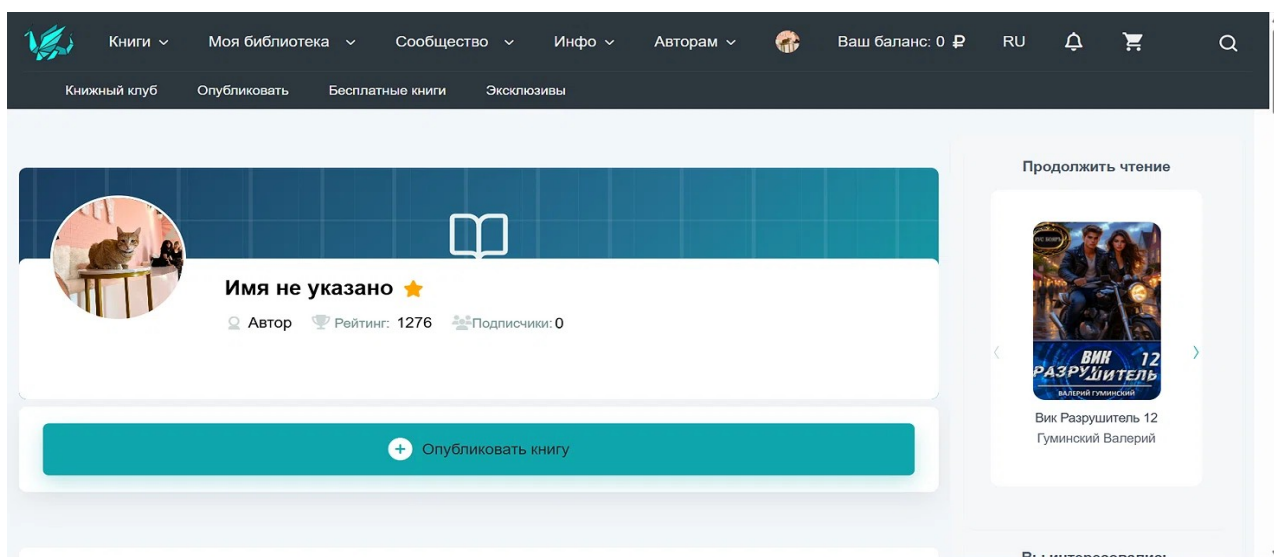 Книги Моя библиотека Сообщество Инфо Авторам Ваш баланс: 0 ₽ RU
Книжный клуб Опубликовать Бесплатные книги Эксклюзивы
Имя не указано
Автор Рейтинг: 1276 Подписчики: 0
Опубликовать книгу
Продолжить чтение
РУС БОЯРЪ
ВИК 12
РАЗРУШИТЕЛЬ
ВАЛЕРИЙ ГУМИНСКИЙ
Вик Разрушитель 12
Гуминский Валерий